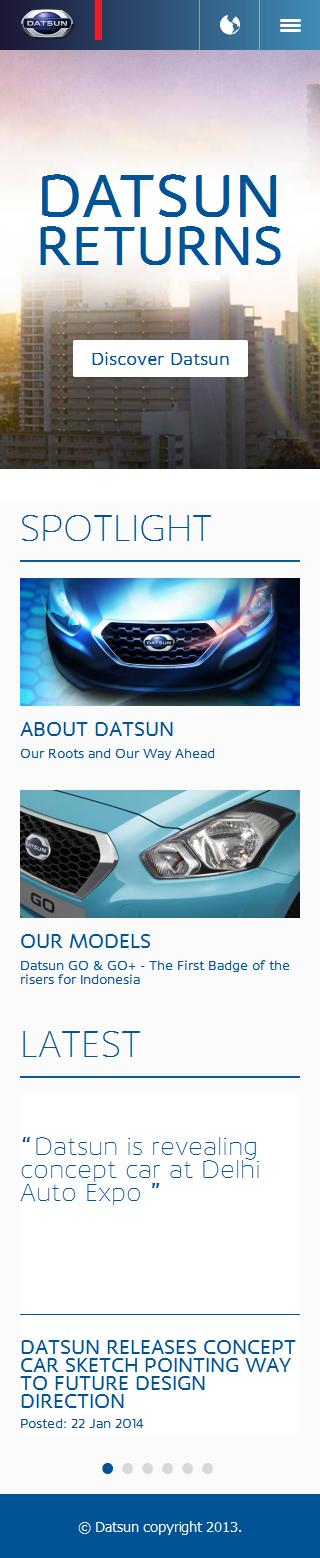 DATSUN
DATSUN
RETURNS
Discover Datsun
SPOTLIGHT
DATSUN
ABOUT DATSUN
Our Roots and Our Way Ahead
DATSUN
GO
OUR MODELS
Datsun GO & GO+ - The First Badge of the
risers for Indonesia
LATEST
“Datsun is revealing
concept car at Delhi
Auto Expo ”
DATSUN RELEASES CONCEPT
CAR SKETCH POINTING WAY
TO FUTURE DESIGN
DIRECTION
Posted: 22 Jan 2014
© Datsun copyright 2013.